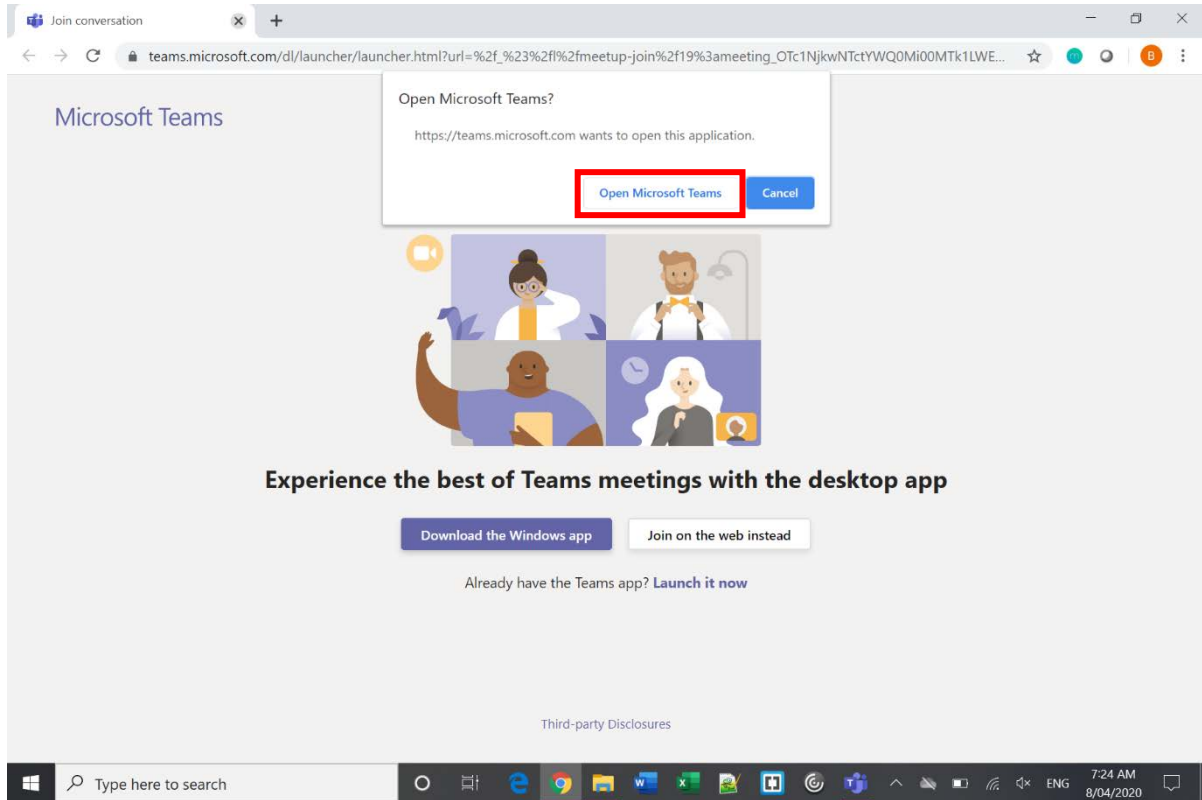 Join conversation
teams.microsoft.com/dl/launcher/launcher.html?url=%2f_%23%2fl%2fmeetup-join%2f19%3ameeting_OTc1NjkwNTctYWQ0Mi00MTk1LWE...
B
Microsoft Teams
Open Microsoft Teams?
https://teams.microsoft.com wants to open this application.
Open Microsoft Teams
Cancel
Experience the best of Teams meetings with the desktop app
Download the Windows app
Join on the web instead
Already have the Teams app? Launch it now
Third-party Disclosures
Type here to search
ENG
7:24 AM
8/04/2020